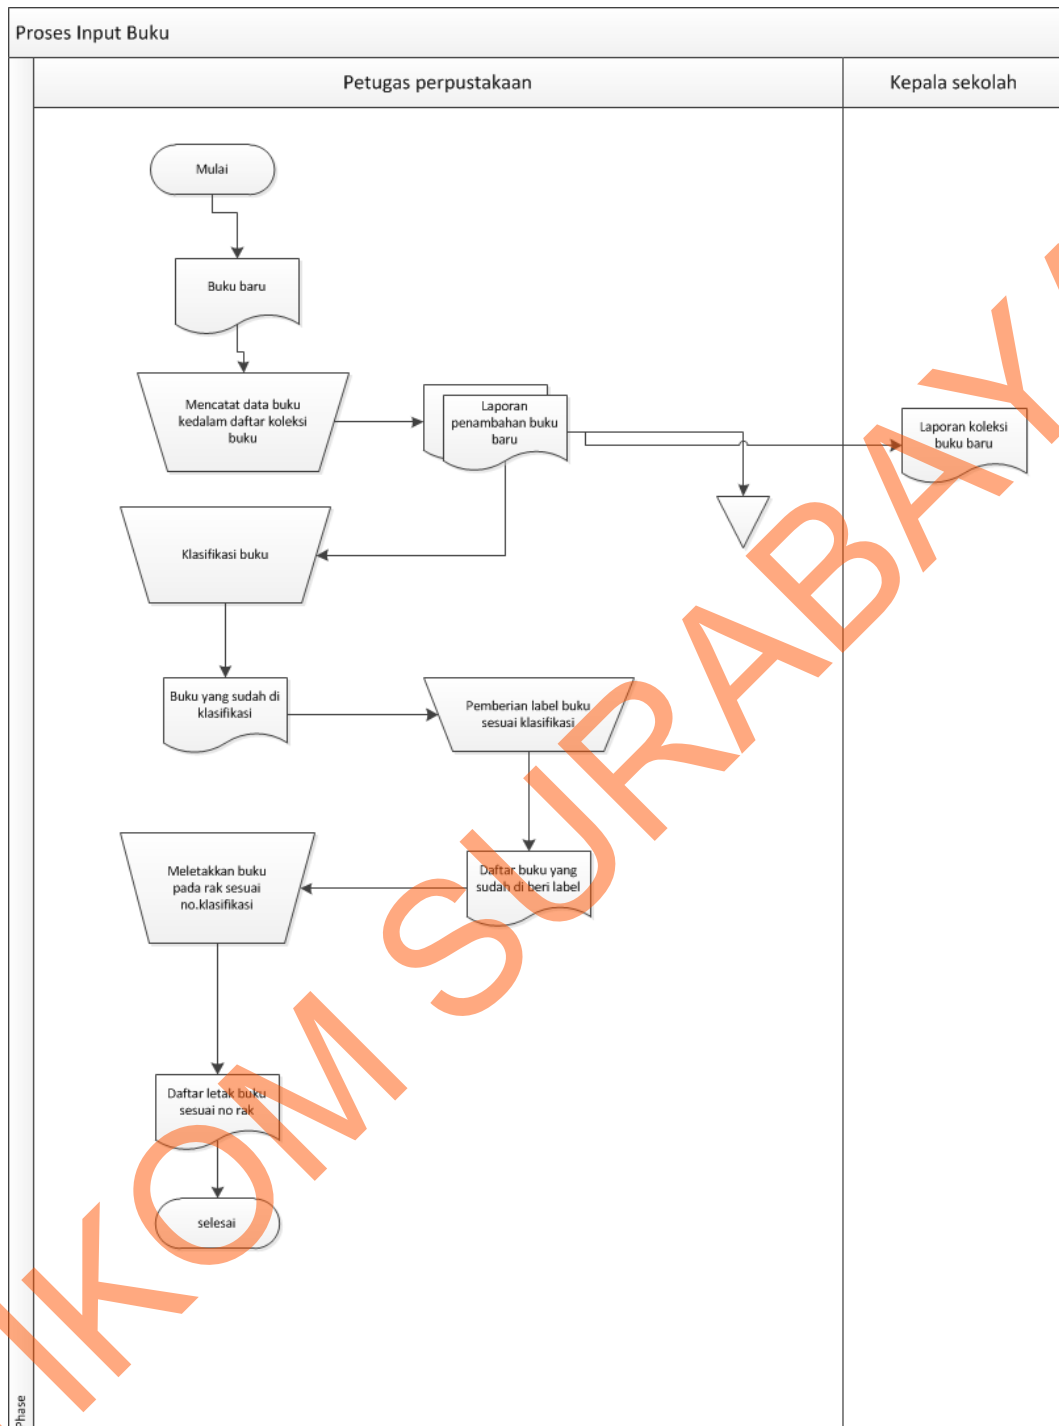 Proses Input Buku
Petugas perpustakaan
Kepala sekolah
Mulai
Buku baru
Mencatat data buku
kedalam daftar koleksi
buku
Laporan
penambahan buku
baru
Laporan koleksi
buku baru
Klasifikasi buku
Buku yang sudah di
klasifikasi
Pemberian label buku
sesuai klasifikasi
Meletakkan buku
pada rak sesuai
no.klasifikasi
Daftar buku yang
sudah di beri label
Daftar letak buku
sesuai no rak
selesai
Phase
IKOM SURABAYA